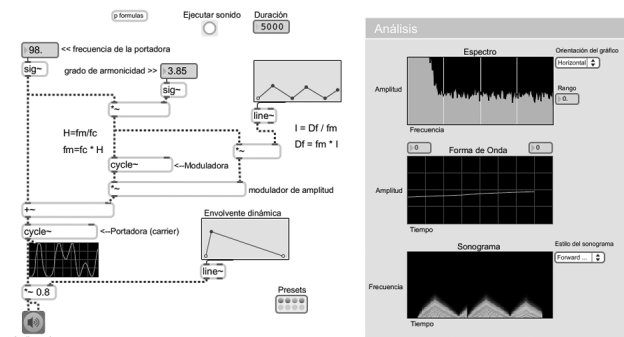 p formulas
Ejecutar sonido
Duración
5000
98.
<< frecuencia de la portadora
sig~
grado de armonicidad >>
3.85
sig~
*~
line~
H=fm/fc
fm=fc * H
I = Df / fm
Df = fm * I
*~
cycle~
<--Moduladora
*~
modulador de amplitud
+~
cycle~
<--Portadora (carrier)
Envolvente dinámica
line~
*~ 0.8
Presets
Análisis
Espectro
Orientación del gráfico
Horizontal
Amplitud
Rango
0.
Frecuencia
0
Forma de Onda
0
Amplitud
Tiempo
Sonograma
Estilo del sonograma
Forward ...
Frecuencia
Tiempo